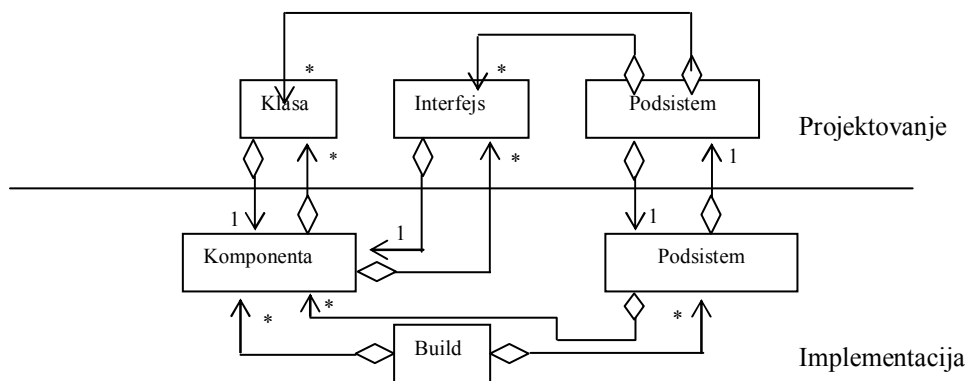 * *
Klasa Interfejs Podsistem
Projektovanje
* * 1
1 1 1
Komponenta Podsistem
* * *
Build
Implementacija